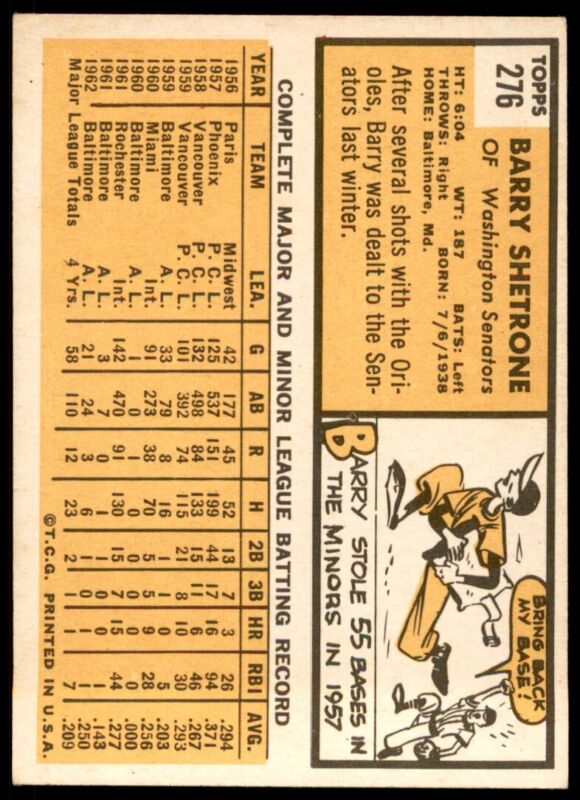 TOPPS
276
BARRY SHETRONE
OF Washington Senators
HT: 6:04 WT: 187 BATS: Left
THROWS: Right BORN: 7/6/1938
HOME: Baltimore, Md.
After several shots with the Ori-
oles, Barry was dealt to the Sen-
ators last winter.
BRING BACK
MY BASE!
BARRY STOLE 55 BASES IN
THE MINORS IN 1957
COMPLETE MAJOR AND MINOR LEAGUE BATTING RECORD
YEAR TEAM LEA. G AB R H 2B 3B HR RBI AVG.
1956 Paris Midwest 42 177 45 52 13 7 3 26 .294
1957 Phoenix P. C. L. 125 537 151 199 44 17 16 94 .371
1958 Vancouver P. C. L. 132 498 84 133 15 11 6 46 .267
1959 Vancouver P. C. L. 101 392 74 115 21 8 10 30 .293
1959 Baltimore A. L. 33 79 8 16 1 1 0 5 .203
1960 Miami Int. 91 273 38 70 5 5 9 28 .256
1960 Baltimore A. L. 1 0 1 0 0 0 0 0 .000
1961 Rochester Int. 142 470 91 130 15 7 15 44 .277
1961 Baltimore A. L. 3 7 0 1 0 0 0 1 .143
1962 Baltimore A. L. 21 24 3 6 1 0 1 1 .250
Major League Totals 4 Yrs. 58 110 12 23 2 1 1 7 .209
© T.C.G. PRINTED IN U.S.A.